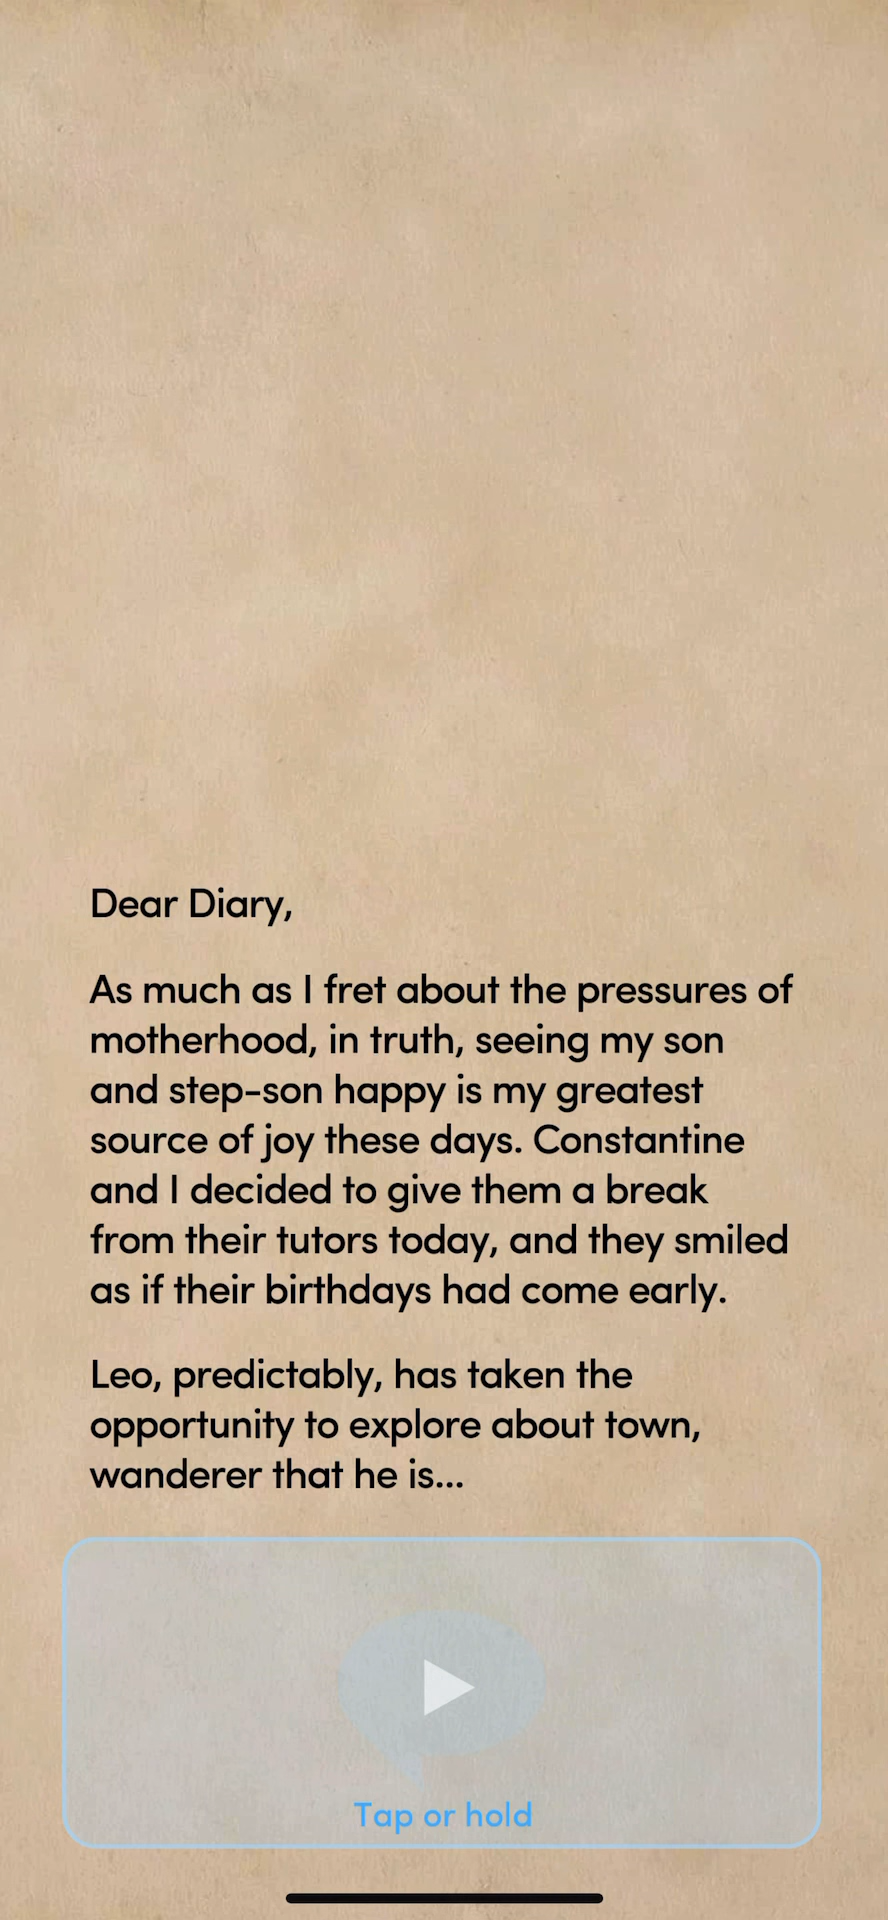 Dear Diary,
As much as I fret about the pressures of
motherhood, in truth, seeing my son
and step-son happy is my greatest
source of joy these days. Constantine
and I decided to give them a break
from their tutors today, and they smiled
as if their birthdays had come early.
Leo, predictably, has taken the
opportunity to explore about town,
wanderer that he is...
Tap or hold